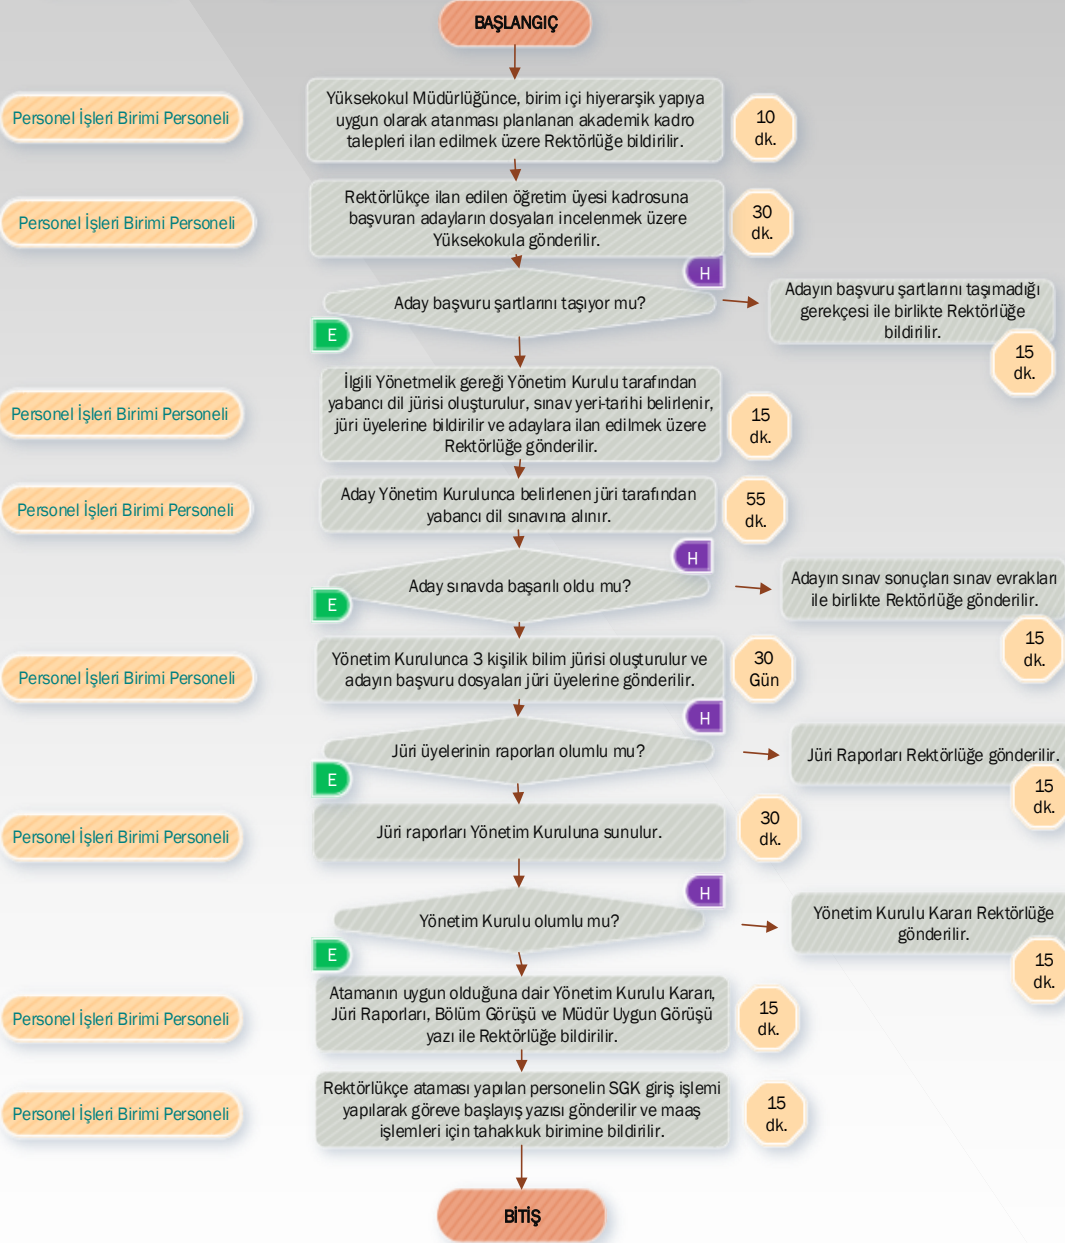 BAŞLANGIÇ
Personel İşleri Birimi Personeli
Yüksekokul Müdürlüğünce, birim içi hiyerarşik yapıya
uygun olarak atanması planlanan akademik kadro
talepleri ilan edilmek üzere Rektörlüğe bildirilir.
10
dk.
Personel İşleri Birimi Personeli
Rektörlükçe ilan edilen öğretim üyesi kadrosuna
başvuran adayların dosyaları incelenmek üzere
Yüksekokula gönderilir.
30
dk.
H
Aday başvuru şartlarını taşıyor mu?
E
Adayın başvuru şartlarını taşımadığı
gerekçesi ile birlikte Rektörlüğe
bildirilir.
15
dk.
Personel İşleri Birimi Personeli
İlgili Yönetmelik gereği Yönetim Kurulu tarafından
yabancı dil jürisi oluşturulur, sınav yeri-tarihi belirlenir,
jüri üyelerine bildirilir ve adaylara ilan edilmek üzere
Rektörlüğe gönderilir.
15
dk.
Personel İşleri Birimi Personeli
Aday Yönetim Kurulunca belirlenen jüri tarafından
yabancı dil sınavına alınır.
55
dk.
H
Aday sınavda başarılı oldu mu?
E
Adayın sınav sonuçları sınav evrakları
ile birlikte Rektörlüğe gönderilir.
15
dk.
Personel İşleri Birimi Personeli
Yönetim Kurulunca 3 kişilik bilim jürisi oluşturulur ve
adayın başvuru dosyaları jüri üyelerine gönderilir.
30
Gün
H
Jüri üyelerinin raporları olumlu mu?
E
Jüri Raporları Rektörlüğe gönderilir.
15
dk.
Personel İşleri Birimi Personeli
Jüri raporları Yönetim Kuruluna sunulur.
30
dk.
H
Yönetim Kurulu olumlu mu?
E
Yönetim Kurulu Kararı Rektörlüğe
gönderilir.
15
dk.
Personel İşleri Birimi Personeli
Atamanın uygun olduğuna dair Yönetim Kurulu Kararı,
Jüri Raporları, Bölüm Görüşü ve Müdür Uygun Görüşü
yazı ile Rektörlüğe bildirilir.
15
dk.
Personel İşleri Birimi Personeli
Rektörlükçe ataması yapılan personelin SGK giriş işlemi
yapılarak göreve başlayış yazısı gönderilir ve maaş
işlemleri için tahakkuk birimine bildirilir.
15
dk.
BİTİŞ